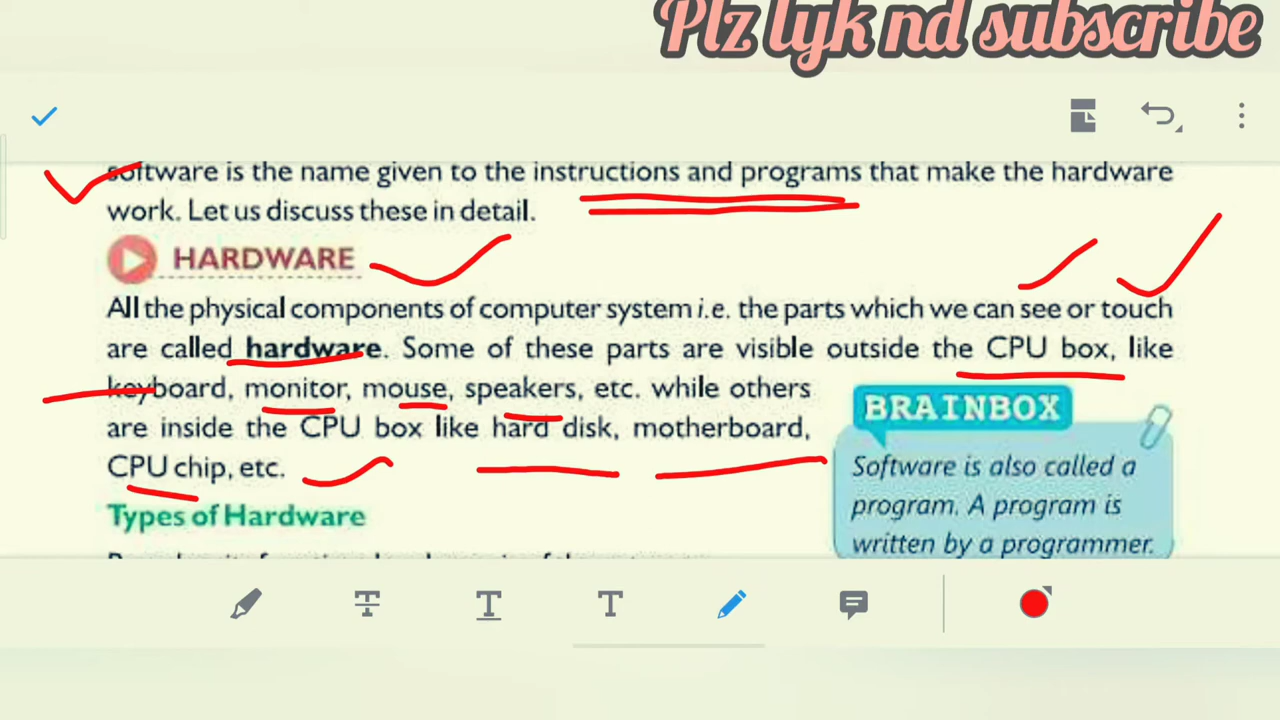 Plz lyk nd subscribe
software is the name given to the instructions and programs that make the hardware
work. Let us discuss these in detail.
HARDWARE
All the physical components of computer system i.e. the parts which we can see or touch
are called hardware. Some of these parts are visible outside the CPU box, like
keyboard, monitor, mouse, speakers, etc. while others
are inside the CPU box like hard disk, motherboard,
CPU chip, etc.
BRAINBOX
Software is also called a
program. A program is
written by a programmer.
Types of Hardware